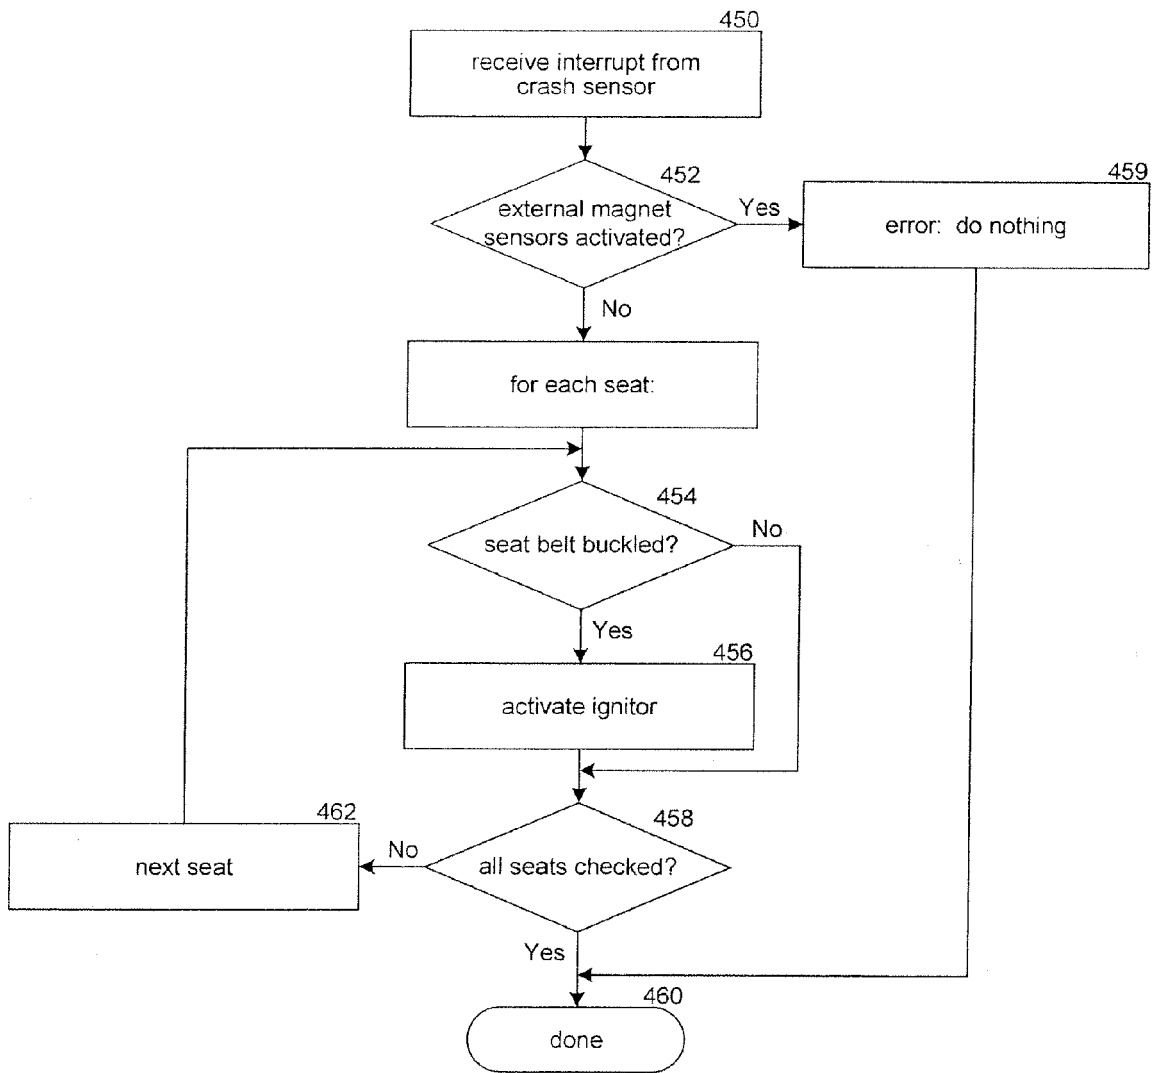 450
receive interrupt from
crash sensor
452
external magnet
sensors activated?
Yes
459
error: do nothing
No
for each seat:
454
seat belt buckled?
No
Yes
456
activate ignitor
458
all seats checked?
No
462
next seat
Yes
460
done